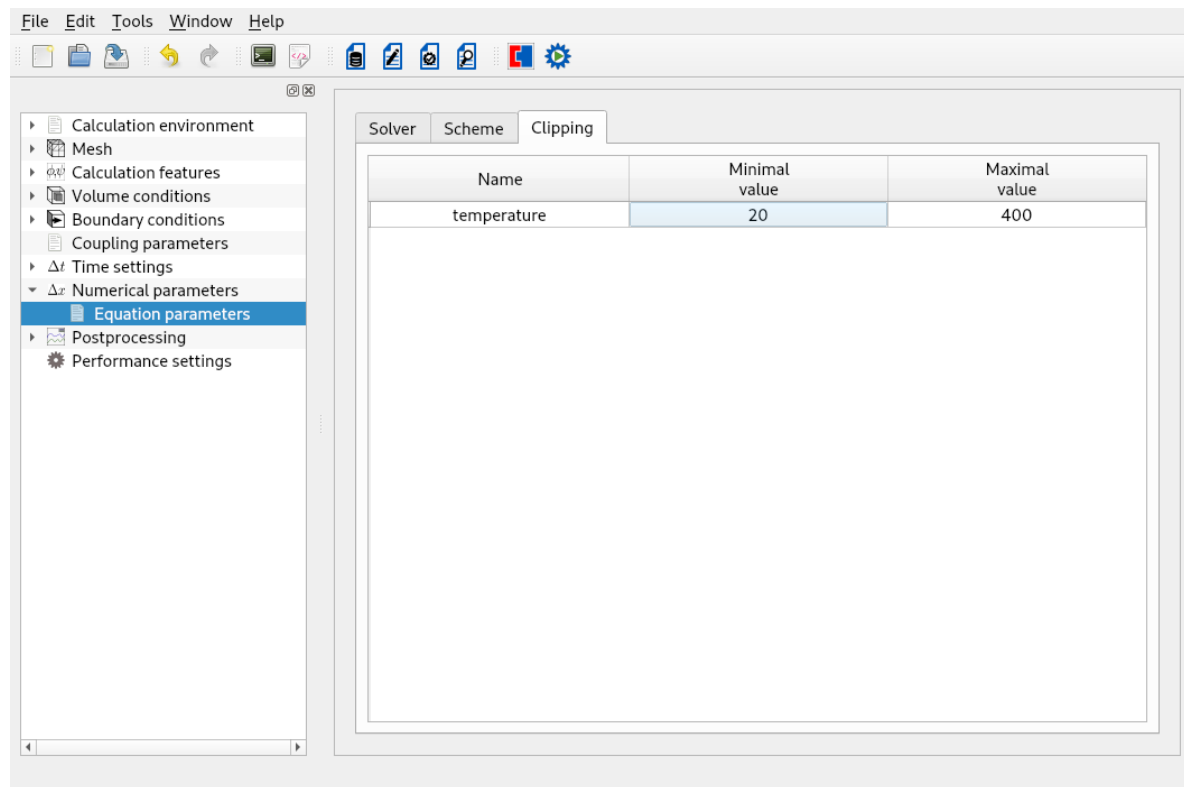 File Edit Tools Window Help
Calculation environment
Mesh
Calculation features
Volume conditions
Boundary conditions
Coupling parameters
Δt Time settings
Δx Numerical parameters
Equation parameters
Postprocessing
Performance settings
Solver Scheme Clipping
Name Minimal value Maximal value
temperature 20 400